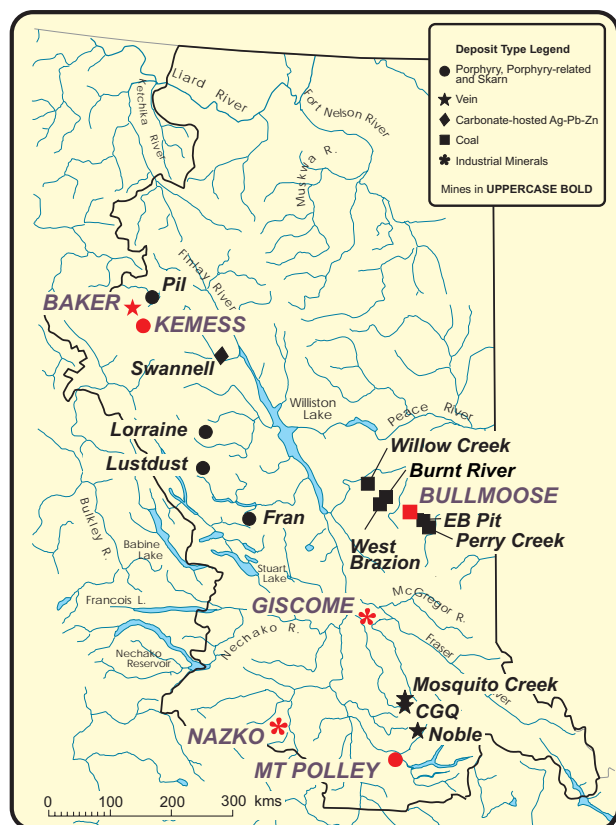 Deposit Type Legend
Porphyry, Porphyry-related
and Skarn
Vein
Carbonate-hosted Ag-Pb-Zn
Coal
Industrial Minerals
Mines in UPPERCASE BOLD
Liard River
Ketchika
River
Fort Nelson River
Muskwa R.
Finlay River
Pil
BAKER
KEMESS
Swannell
Williston
Lake
Peace River
Lorraine
Willow Creek
Lustdust
Burnt River
BULLMOOSE
Bulkley R.
Fran
EB Pit
West
Brazion
Perry Creek
Babine
Lake
Stuart
Lake
Francois L.
GISCOME
McGregor R.
Nechako R.
Fraser
River
Nechako
Reservoir
Mosquito Creek
CGQ
NAZKO
Noble
MT POLLEY
0 100 200 300 kms